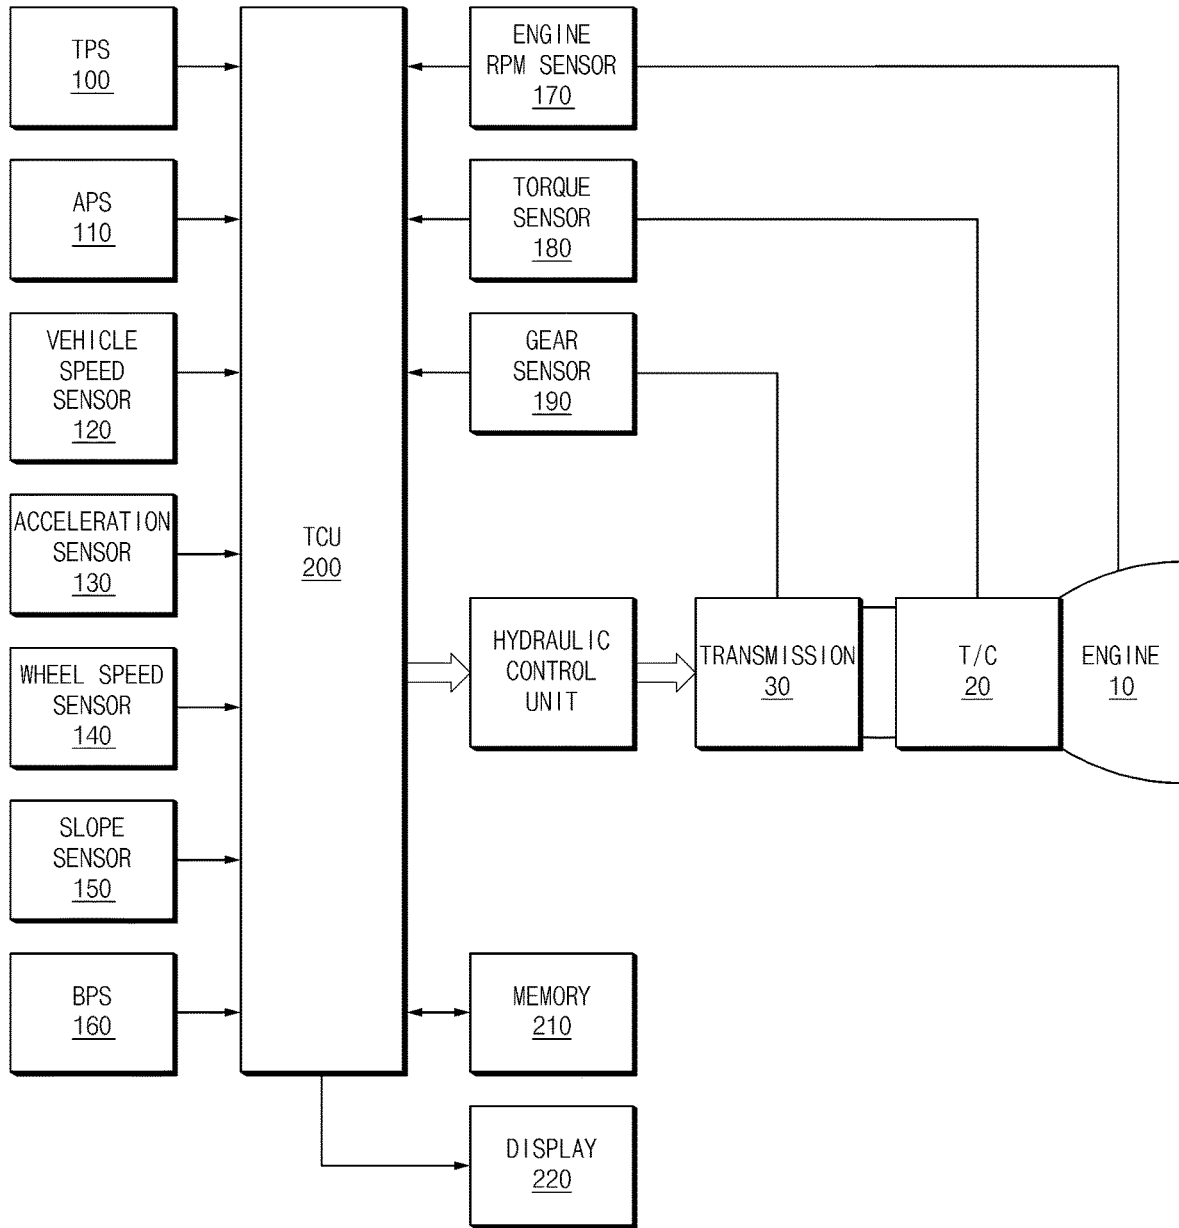 TPS
100
APS
110
VEHICLE
SPEED
SENSOR
120
ACCELERATION
SENSOR
130
WHEEL SPEED
SENSOR
140
SLOPE
SENSOR
150
BPS
160
TCU
200
ENGINE
RPM SENSOR
170
TORQUE
SENSOR
180
GEAR
SENSOR
190
HYDRAULIC
CONTROL
UNIT
TRANSMISSION
30
T/C
20
ENGINE
10
MEMORY
210
DISPLAY
220